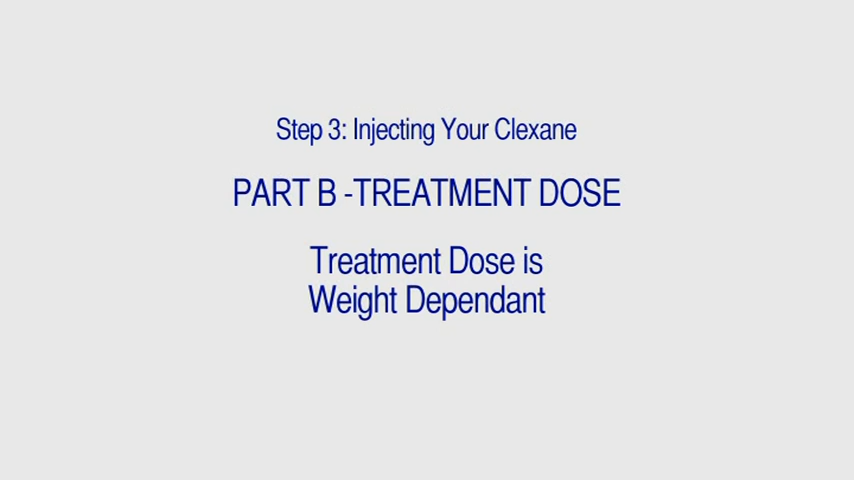 Step 3: Injecting Your Clexane
PART B -TREATMENT DOSE
Treatment Dose is
Weight Dependant